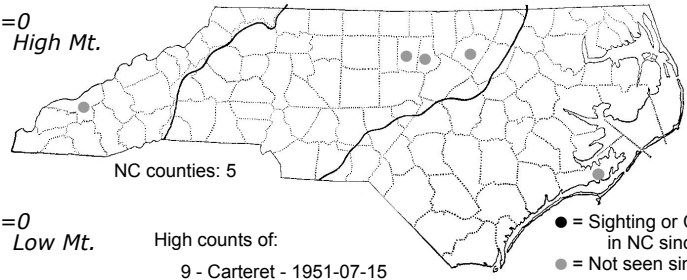 =0
High Mt.
NC counties: 5
=0
Low Mt.
High counts of:
9 - Carteret - 1951-07-15
● = Sighting or
in NC sinc
● = Not seen sin